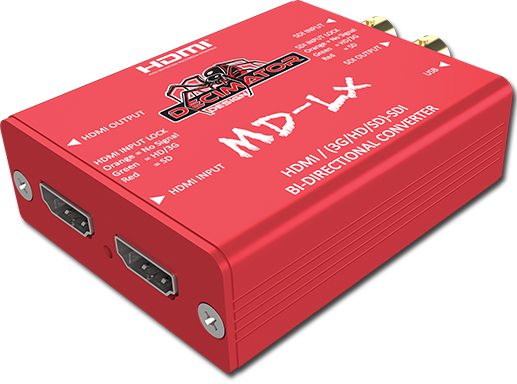 HDMI
DECIMATOR
DESIGN
MD-LX
HDMI / (3G/HD/SD)-SDI
BI-DIRECTIONAL CONVERTER
◄ HDMI OUTPUT
HDMI INPUT LOCK
Orange = No Signal
Green = HD/3G
Red = SD
► HDMI INPUT
SDI INPUT ◄
SDI INPUT LOCK
Orange = No Signal
Green = HD/3G
Red = SD
SDI OUTPUT ►
USB ◄